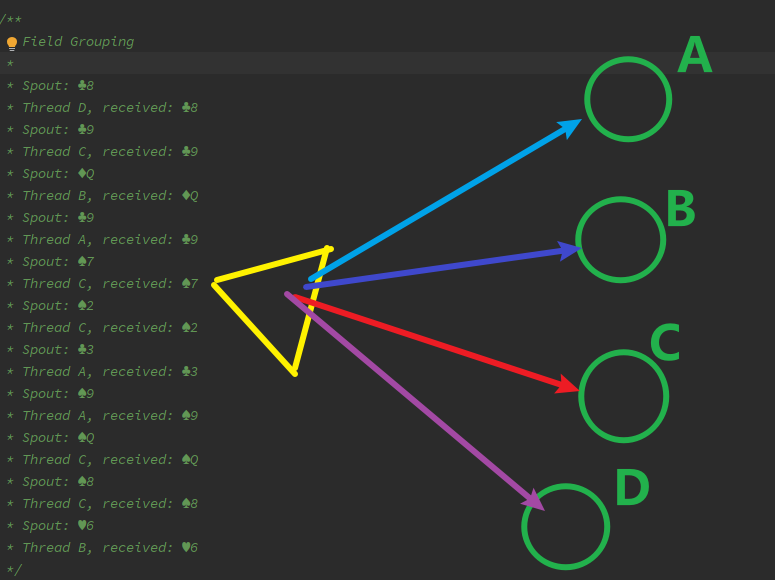 /**
Field Grouping
*
* Spout: ♣8
* Thread D, received: ♣8
* Spout: ♣9
* Thread C, received: ♣9
* Spout: ♦Q
* Thread B, received: ♦Q
* Spout: ♣9
* Thread A, received: ♣9
* Spout: ♠7
* Thread C, received: ♠7
* Spout: ♠2
* Thread C, received: ♠2
* Spout: ♣3
* Thread A, received: ♣3
* Spout: ♠9
* Thread A, received: ♠9
* Spout: ♠Q
* Thread C, received: ♠Q
* Spout: ♠8
* Thread C, received: ♠8
* Spout: ♥6
* Thread B, received: ♥6
*/
A
B
C
D